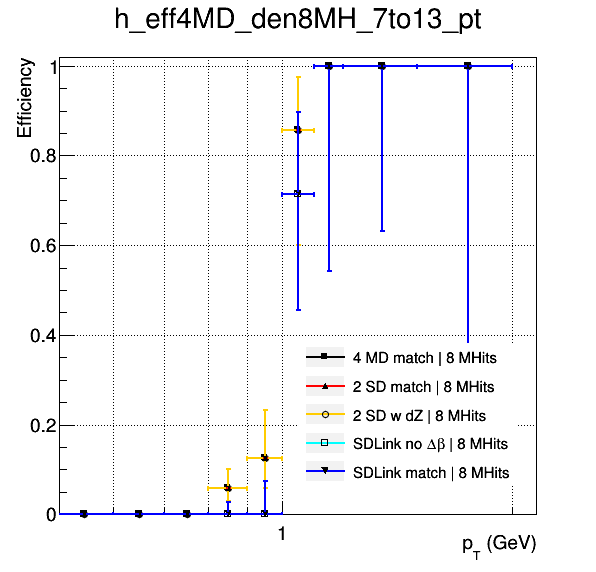 h_eff4MD_den8MH_7to13_pt
Efficiency
1
0.8
0.6
0.4
0.2
0
4 MD match | 8 MHits
2 SD match | 8 MHits
2 SD w dZ | 8 MHits
SDLink no Δβ | 8 MHits
SDLink match | 8 MHits
1
p_T (GeV)